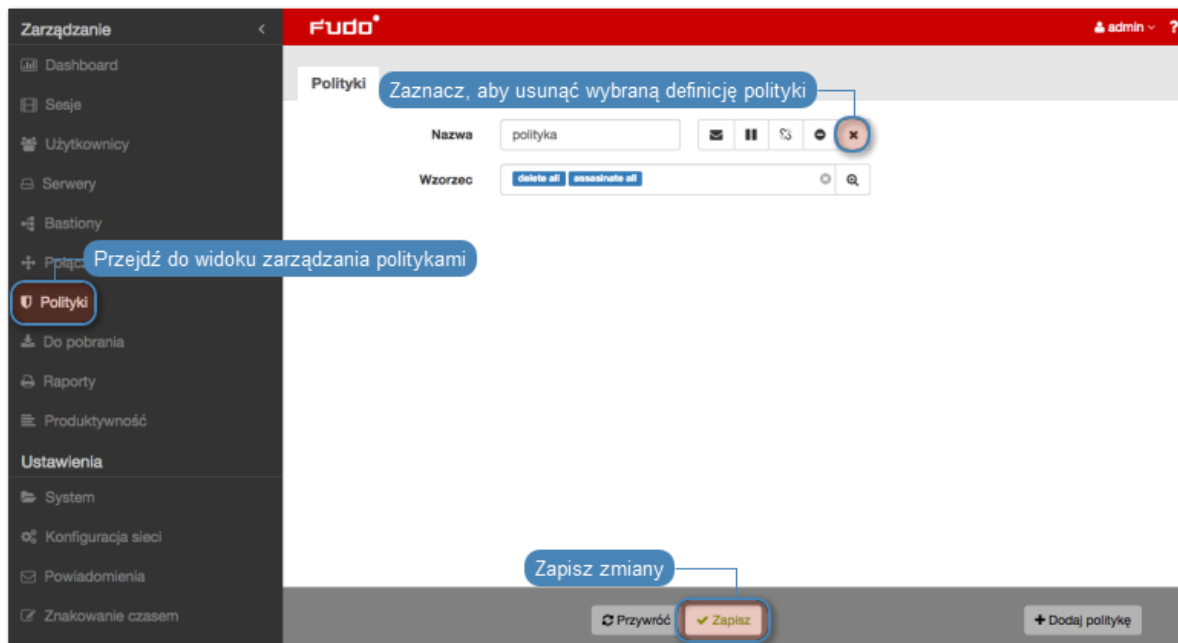 Zarządzanie <
FUDO
admin ?
Dashboard
Sesje
Użytkownicy
Serwery
Bastiony
Przejdź do widoku zarządzania politykami
Polityki
Do pobrania
Raporty
Produktywność
Ustawienia
System
Konfiguracja sieci
Powiadomienia
Znakowanie czasem
Polityki
Zaznacz, aby usunąć wybraną definicję polityki
Nazwa polityka
Wzorzec delete all assasinate all
Zapisz zmiany
Przywróć Zapisz + Dodaj politykę